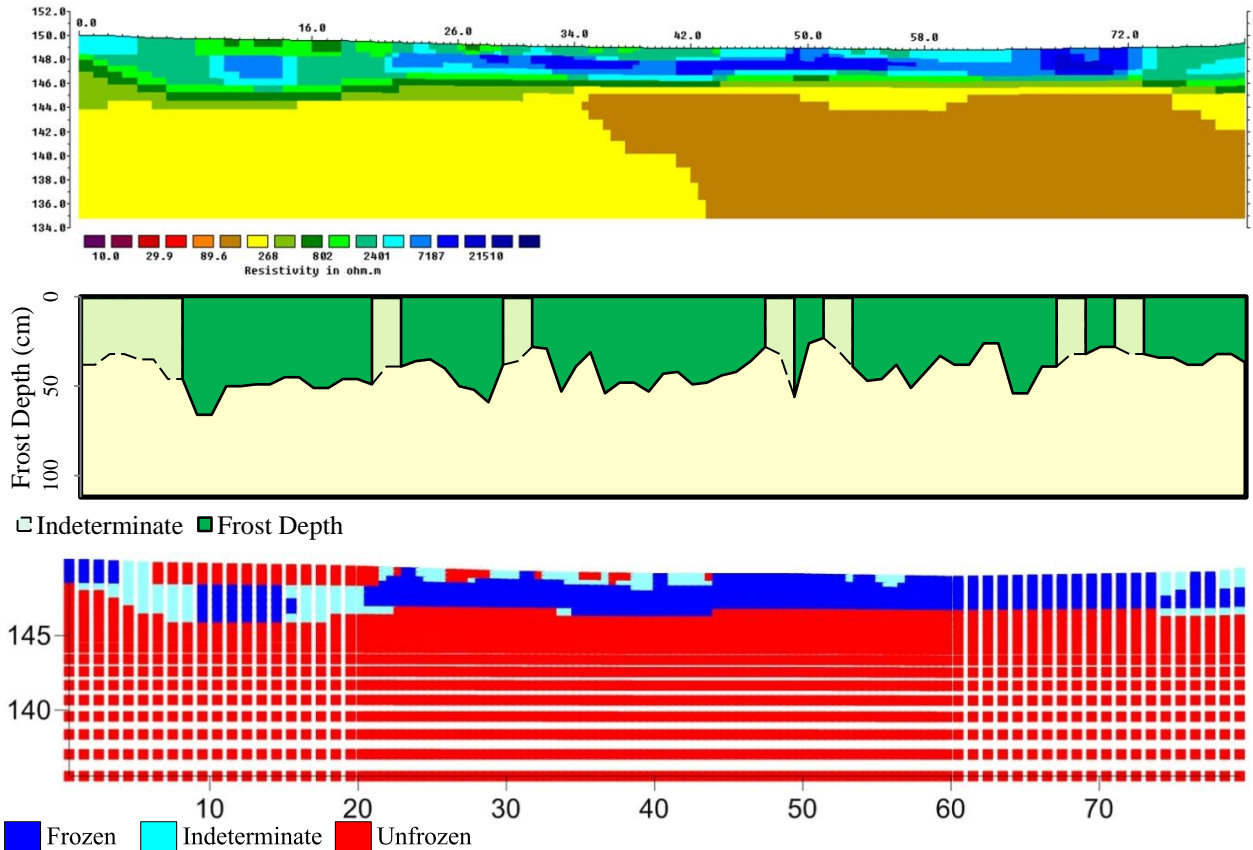 152.0
150.0
148.0
146.0
144.0
142.0
140.0
138.0
136.0
134.0
0.0 16.0 26.0 34.0 42.0 50.0 58.0 72.0
10.0 29.9 89.6 268 802 2401 7187 21510
Resistivity in ohm.m
Frost Depth (cm)
0
50
100
Indeterminate Frost Depth
145
140
10 20 30 40 50 60 70
Frozen Indeterminate Unfrozen